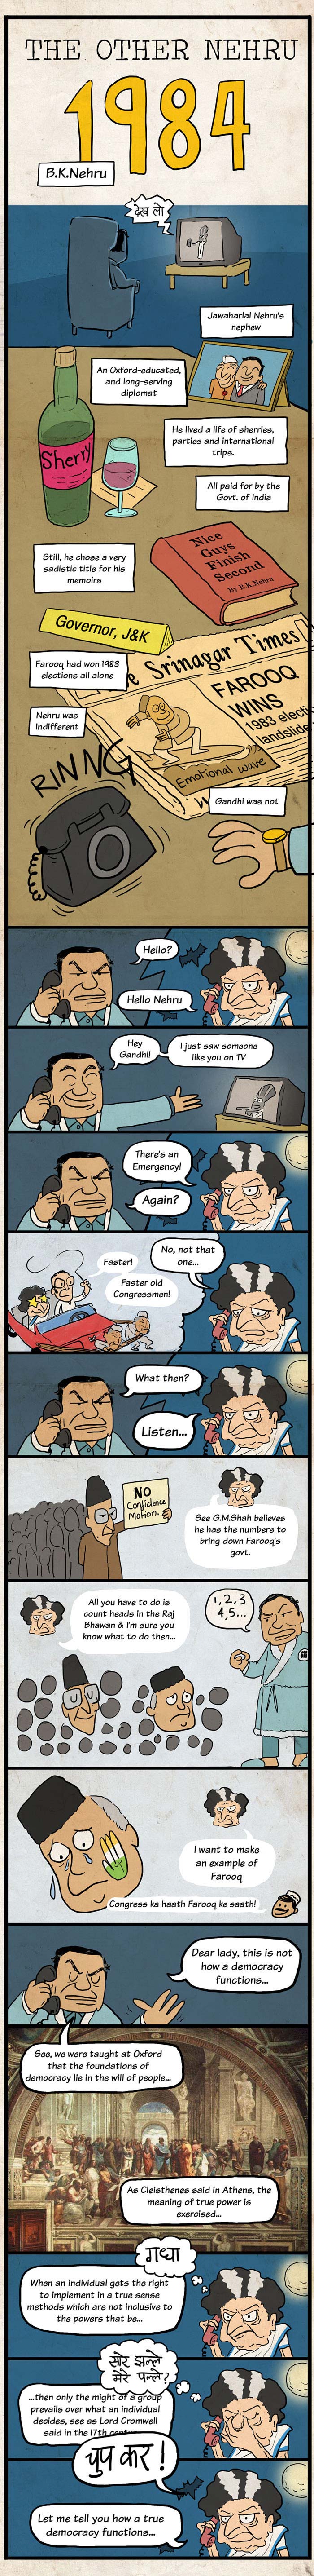 THE OTHER NEHRU
1984
B.K.Nehru
देख लो
Jawaharlal Nehru's
nephew
An Oxford-educated,
and long-serving
diplomat
Sherry
He lived a life of sherries,
parties and international
trips.
All paid for by the
Govt. of India
Still, he chose a very
sadistic title for his
memoirs
Nice
Guys
Finish
Second
By B.K.Nehru
Governor, J&K
Srinagar Times
Farooq had won 1983
elections all alone
FAROOQ
WINS
1983 electi
landslide
Nehru was
indifferent
Emotional wave
RINNG
Gandhi was not
Hello?
Hello Nehru
Hey
Gandhi!
I just saw someone
like you on TV
There's an
Emergency!
Again?
No, not that
one...
Faster!
Faster old
Congressmen!
What then?
Listen...
NO
Confidence
Motion.
See G.M.Shah believes
he has the numbers to
bring down Farooq's
govt.
All you have to do is
count heads in the Raj
Bhawan & I'm sure you
know what to do then...
1, 2, 3
4, 5...
I want to make
an example of
Farooq
Congress ka haath Farooq ke saath!
Dear lady, this is not
how a democracy
functions...
See, we were taught at Oxford
that the foundations of
democracy lie in the will of people...
As Cleisthenes said in Athens, the
meaning of true power is
exercised...
गधा
When an individual gets the right
to implement in a true sense
methods which are not inclusive to
the powers that be...
सारे झल्ले
मेरे पल्ले?
...then only the might of a group
prevails over what an individual
decides, see as Lord Cromwell
said in the 17th
चुप कर!
Let me tell you how a true
democracy functions...